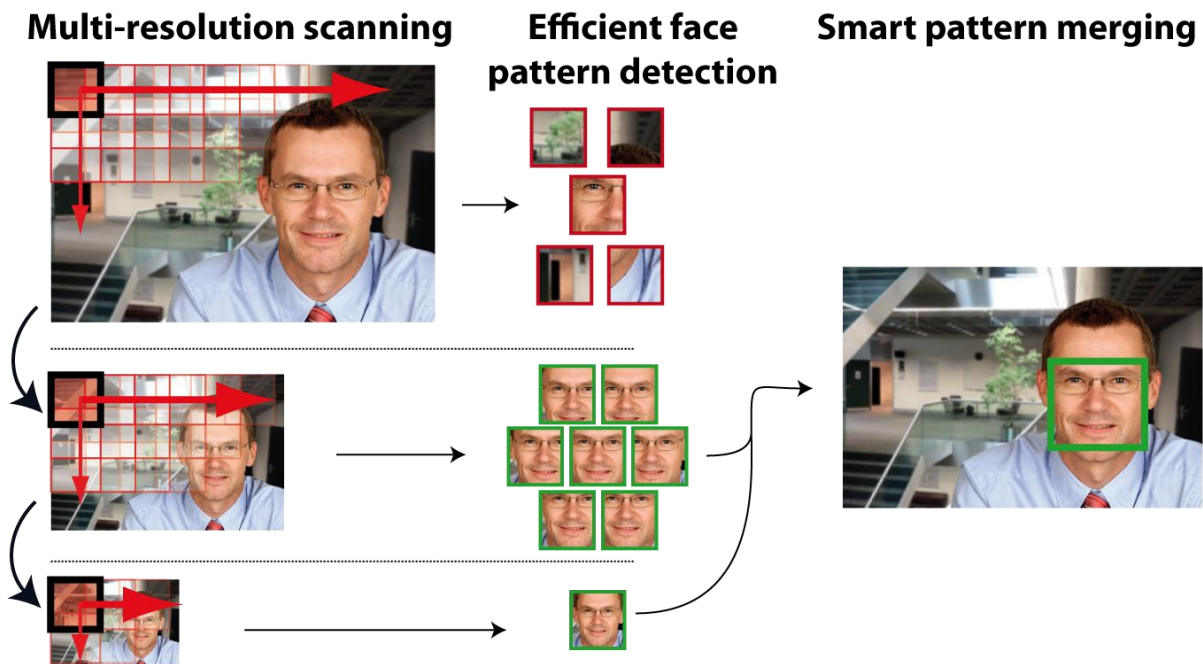 Multi-resolution scanning
Efficient face
pattern detection
Smart pattern merging